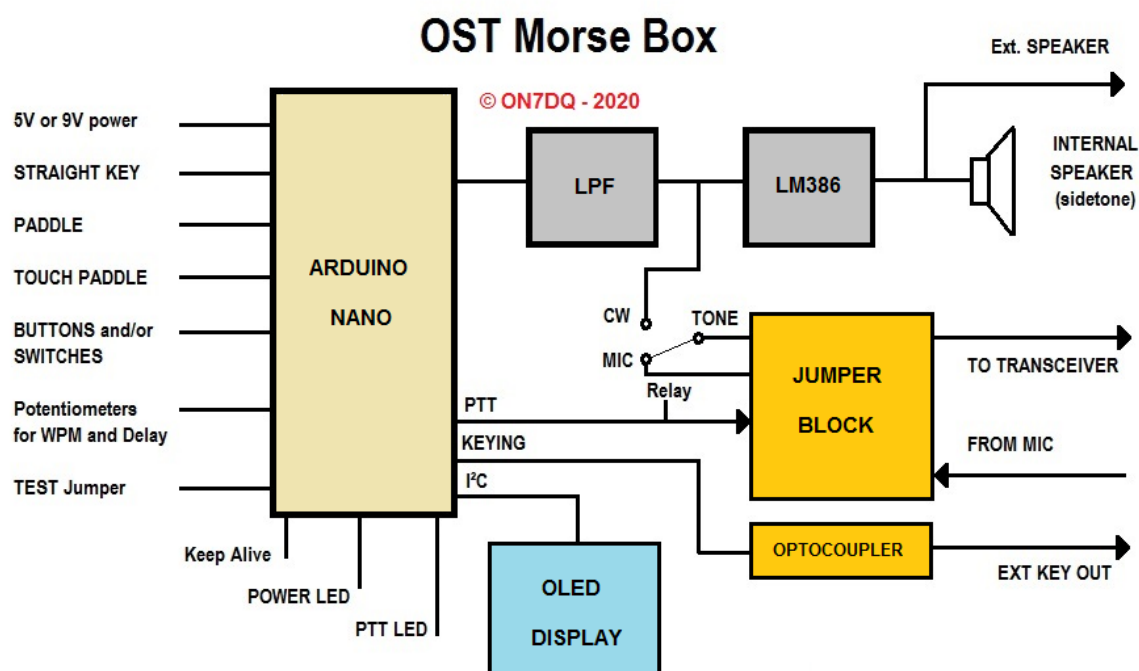 OST Morse Box
© ON7DQ - 2020
Ext. SPEAKER
5V or 9V power
STRAIGHT KEY
PADDLE
TOUCH PADDLE
BUTTONS and/or
SWITCHES
Potentiometers
for WPM and Delay
TEST Jumper
ARDUINO
NANO
LPF
LM386
INTERNAL
SPEAKER
(sidetone)
CW
TONE
MIC
Relay
PTT
KEYING
I²C
JUMPER
BLOCK
TO TRANSCEIVER
FROM MIC
OPTOCOUPLER
EXT KEY OUT
Keep Alive
POWER LED
PTT LED
OLED
DISPLAY